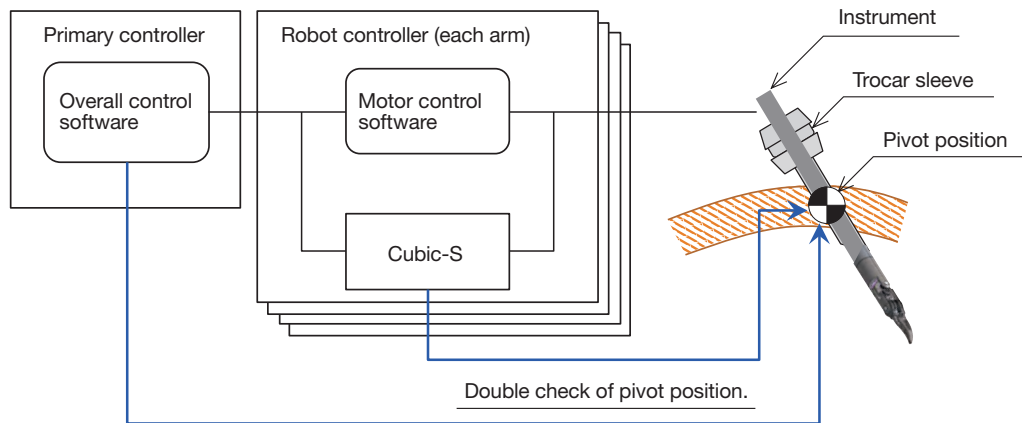 Primary controller
Overall control
software
Robot controller (each arm)
Motor control
software
Cubic-S
Instrument
Trocar sleeve
Pivot position
Double check of pivot position.